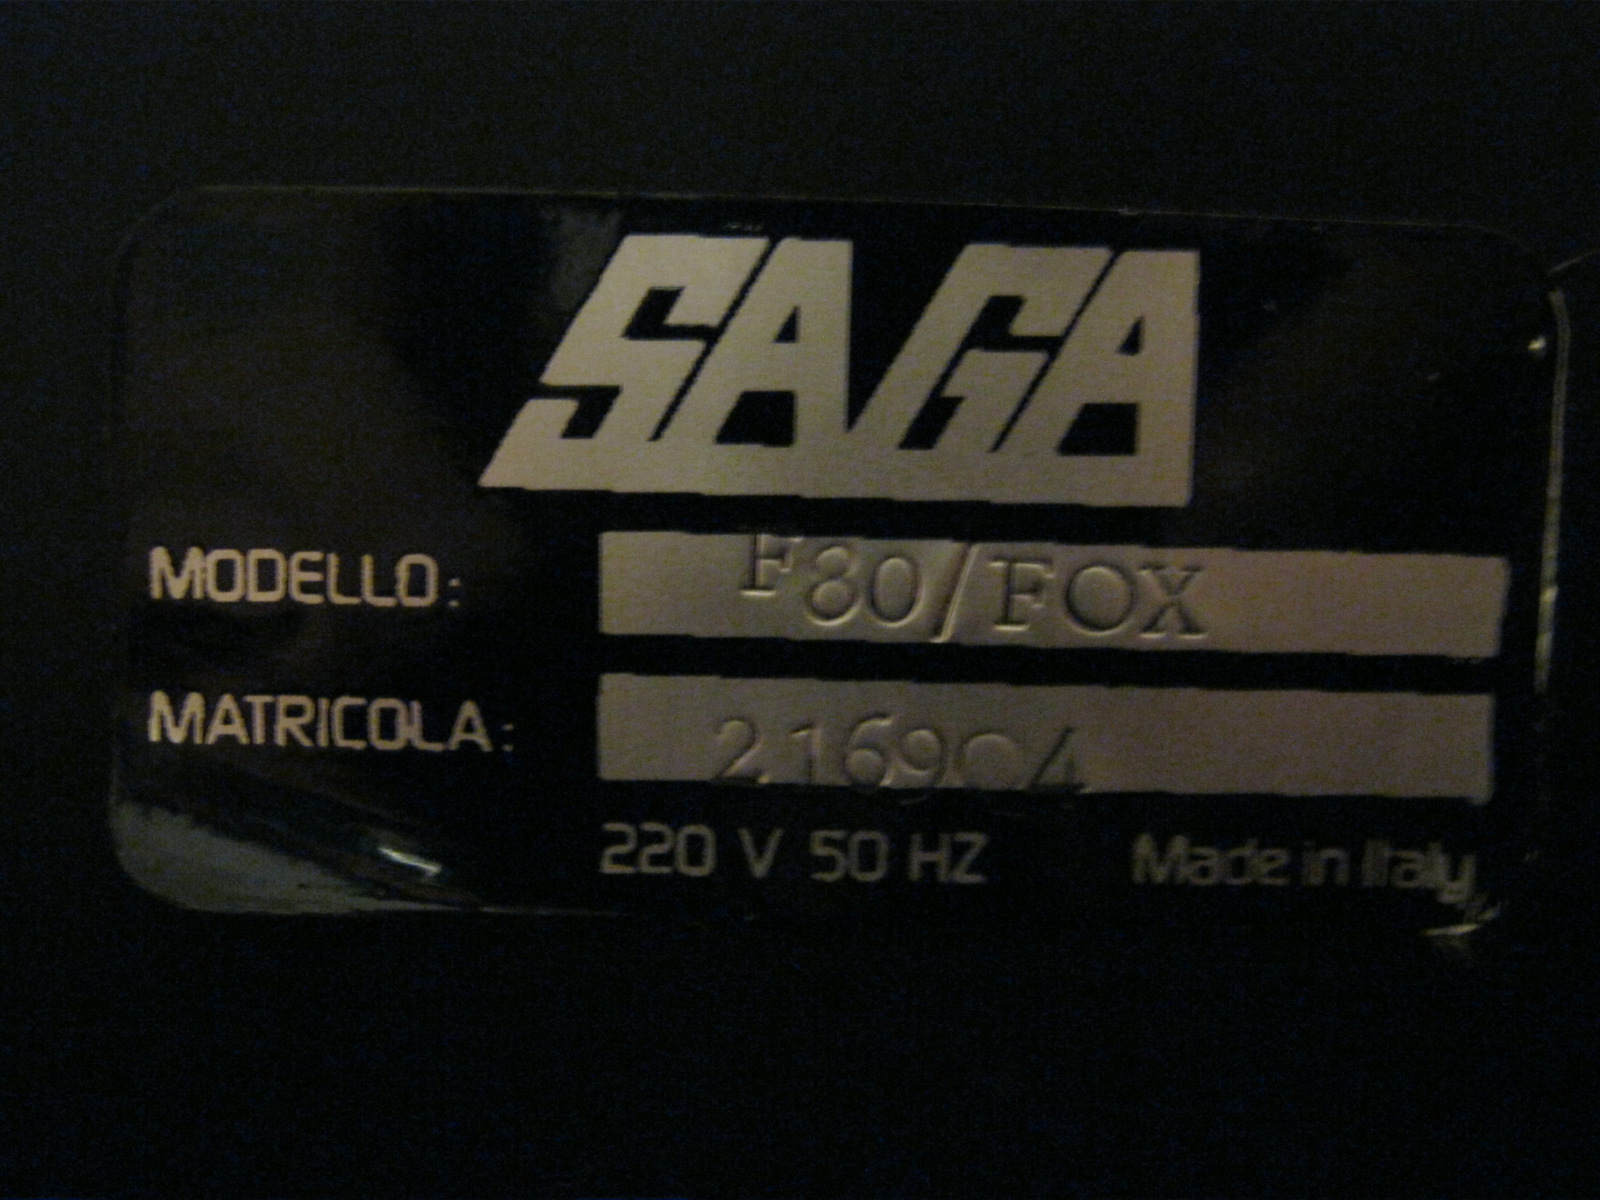 SAGA
MODELLO: F80/FOX
MATRICOLA: 216904
220 V 50 HZ Made in Italy